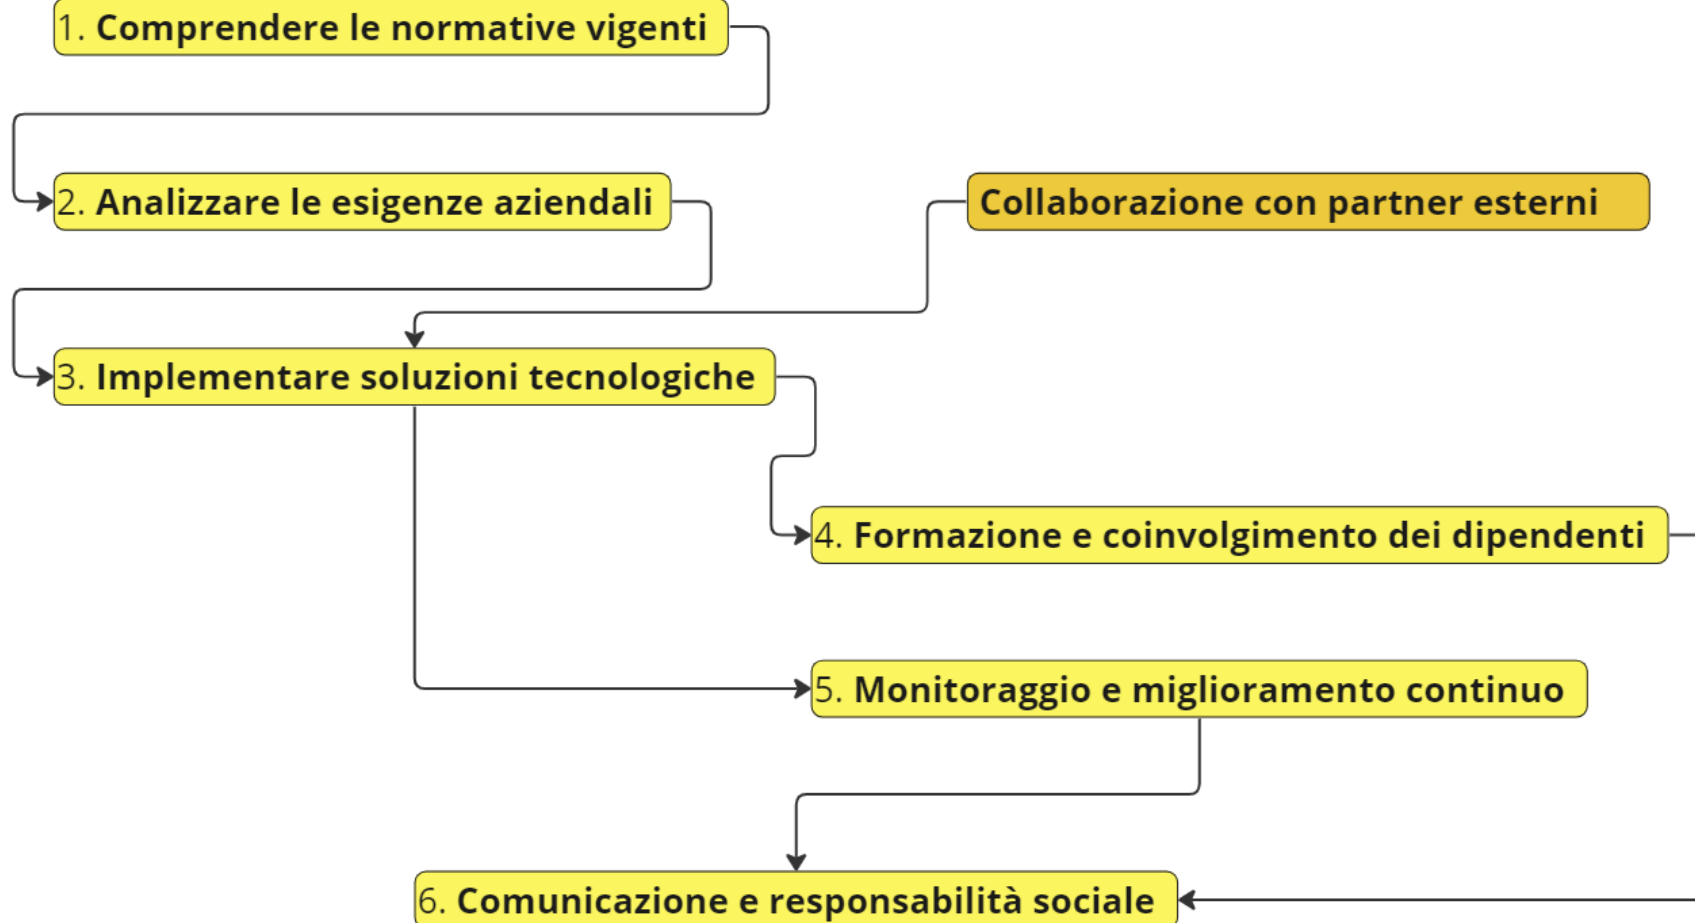 1. Comprendere le normative vigenti
2. Analizzare le esigenze aziendali
Collaborazione con partner esterni
3. Implementare soluzioni tecnologiche
4. Formazione e coinvolgimento dei dipendenti
5. Monitoraggio e miglioramento continuo
6. Comunicazione e responsabilità sociale